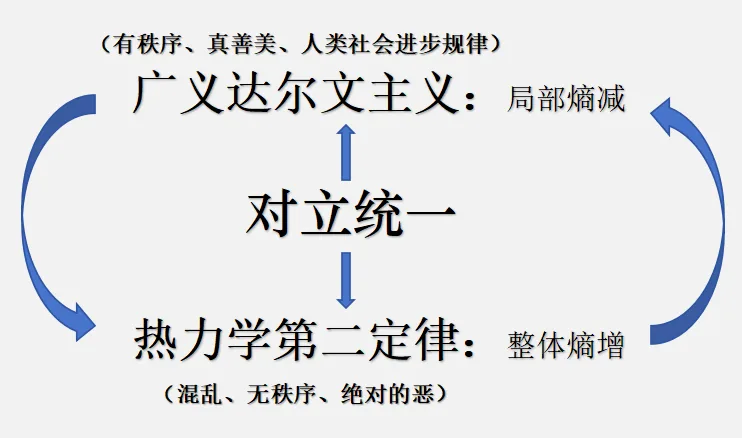 （有秩序、真善美、人类社会进步规律）
广义达尔文主义：局部熵减
对立统一
热力学第二定律：整体熵增
（混乱、无秩序、绝对的恶）